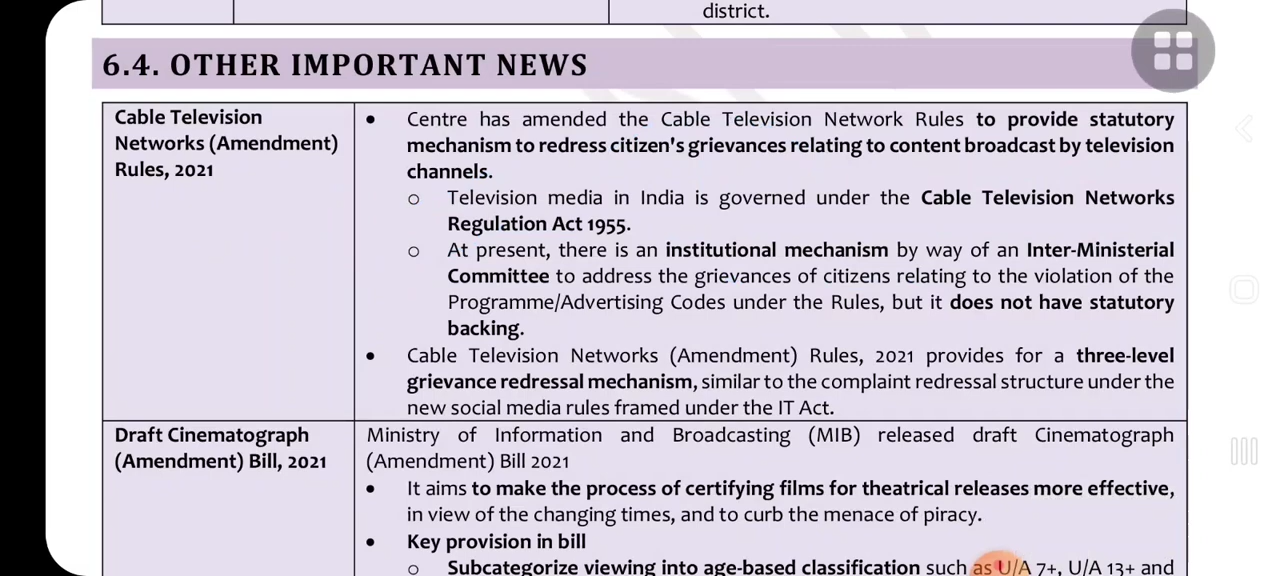 district.
6.4. OTHER IMPORTANT NEWS
Cable Television
Networks (Amendment)
Rules, 2021
• Centre has amended the Cable Television Network Rules to provide statutory
mechanism to redress citizen's grievances relating to content broadcast by television
channels.
o Television media in India is governed under the Cable Television Networks
Regulation Act 1955.
o At present, there is an institutional mechanism by way of an Inter-Ministerial
Committee to address the grievances of citizens relating to the violation of the
Programme/Advertising Codes under the Rules, but it does not have statutory
backing.
• Cable Television Networks (Amendment) Rules, 2021 provides for a three-level
grievance redressal mechanism, similar to the complaint redressal structure under the
new social media rules framed under the IT Act.
Draft Cinematograph
(Amendment) Bill, 2021
Ministry of Information and Broadcasting (MIB) released draft Cinematograph
(Amendment) Bill 2021
• It aims to make the process of certifying films for theatrical releases more effective,
in view of the changing times, and to curb the menace of piracy.
• Key provision in bill
o Subcategorize viewing into age-based classification such as U/A 7+, U/A 13+ and